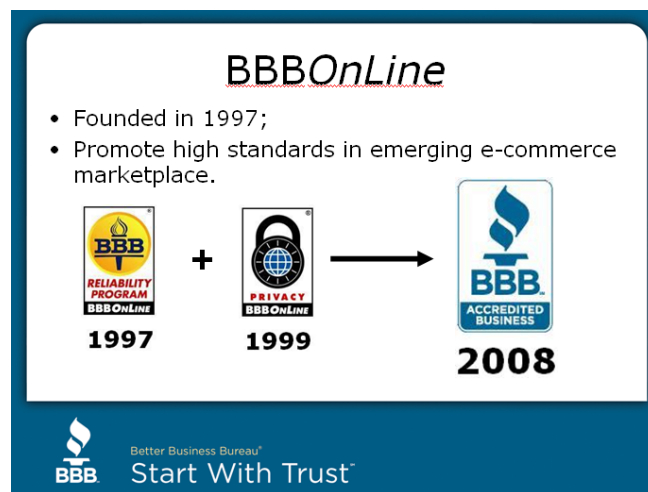 BBBOnLine
• Founded in 1997;
• Promote high standards in emerging e-commerce
marketplace.
BBB
RELIABILITY
PROGRAM
BBBONLINE
1997
+
PRIVACY
BBBONLINE
1999
BBB
ACCREDITED
BUSINESS
2008
BBB
Better Business Bureau®
Start With Trust™